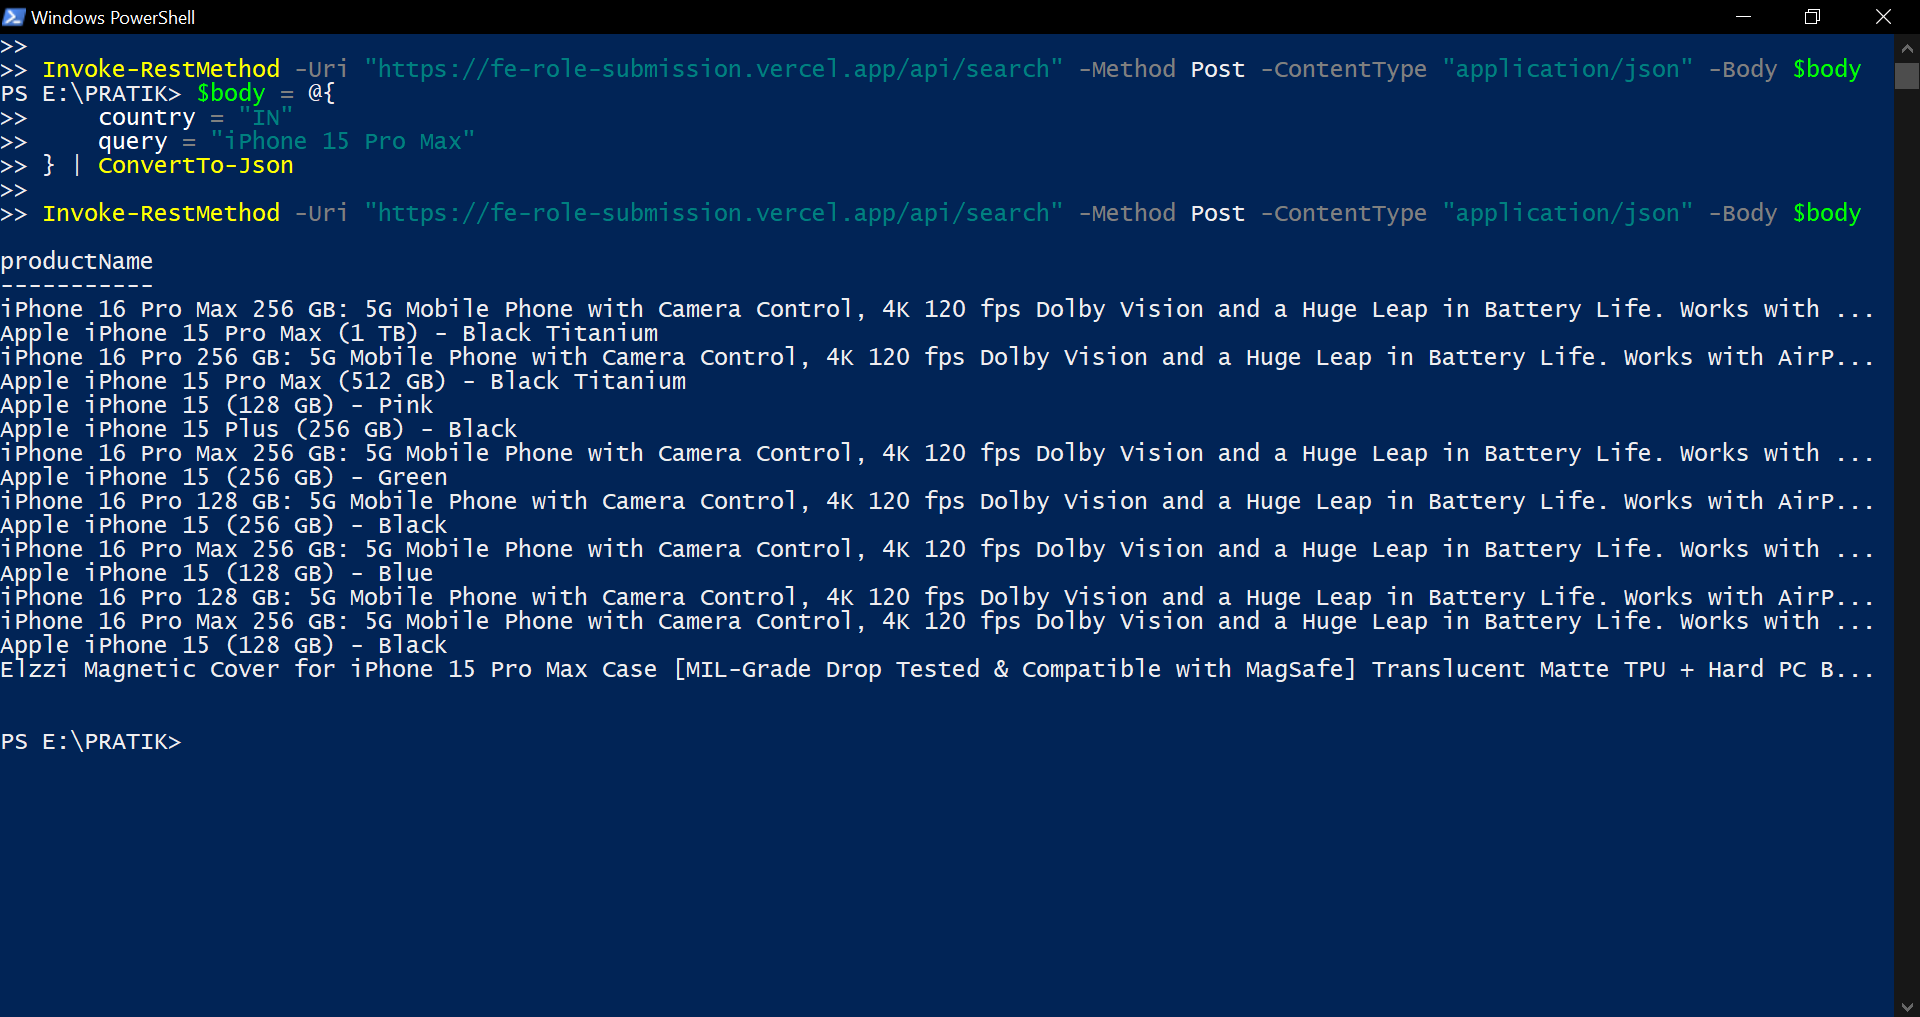 Windows PowerShell
>>
>> Invoke-RestMethod -Uri "https://fe-role-submission.vercel.app/api/search" -Method Post -ContentType "application/json" -Body $body
PS E:\PRATIK> $body = @{
>>     country = "IN"
>>     query = "iPhone 15 Pro Max"
>> } | ConvertTo-Json
>>
>> Invoke-RestMethod -Uri "https://fe-role-submission.vercel.app/api/search" -Method Post -ContentType "application/json" -Body $body
productName
-----------
iPhone 16 Pro Max 256 GB: 5G Mobile Phone with Camera Control, 4K 120 fps Dolby Vision and a Huge Leap in Battery Life. Works with ...
Apple iPhone 15 Pro Max (1 TB) - Black Titanium
iPhone 16 Pro 256 GB: 5G Mobile Phone with Camera Control, 4K 120 fps Dolby Vision and a Huge Leap in Battery Life. Works with AirP...
Apple iPhone 15 Pro Max (512 GB) - Black Titanium
Apple iPhone 15 (128 GB) - Pink
Apple iPhone 15 Plus (256 GB) - Black
iPhone 16 Pro Max 256 GB: 5G Mobile Phone with Camera Control, 4K 120 fps Dolby Vision and a Huge Leap in Battery Life. Works with ...
Apple iPhone 15 (256 GB) - Green
iPhone 16 Pro 128 GB: 5G Mobile Phone with Camera Control, 4K 120 fps Dolby Vision and a Huge Leap in Battery Life. Works with AirP...
Apple iPhone 15 (256 GB) - Black
iPhone 16 Pro Max 256 GB: 5G Mobile Phone with Camera Control, 4K 120 fps Dolby Vision and a Huge Leap in Battery Life. Works with ...
Apple iPhone 15 (128 GB) - Blue
iPhone 16 Pro 128 GB: 5G Mobile Phone with Camera Control, 4K 120 fps Dolby Vision and a Huge Leap in Battery Life. Works with AirP...
iPhone 16 Pro Max 256 GB: 5G Mobile Phone with Camera Control, 4K 120 fps Dolby Vision and a Huge Leap in Battery Life. Works with ...
Apple iPhone 15 (128 GB) - Black
Elzzi Magnetic Cover for iPhone 15 Pro Max Case [MIL-Grade Drop Tested & Compatible with MagSafe] Translucent Matte TPU + Hard PC B...
PS E:\PRATIK>